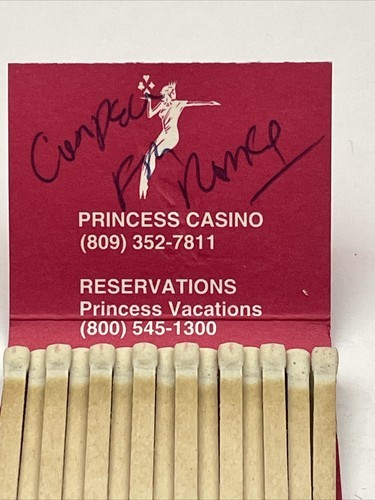 PRINCESS CASINO
(809) 352-7811
RESERVATIONS
Princess Vacations
(800) 545-1300